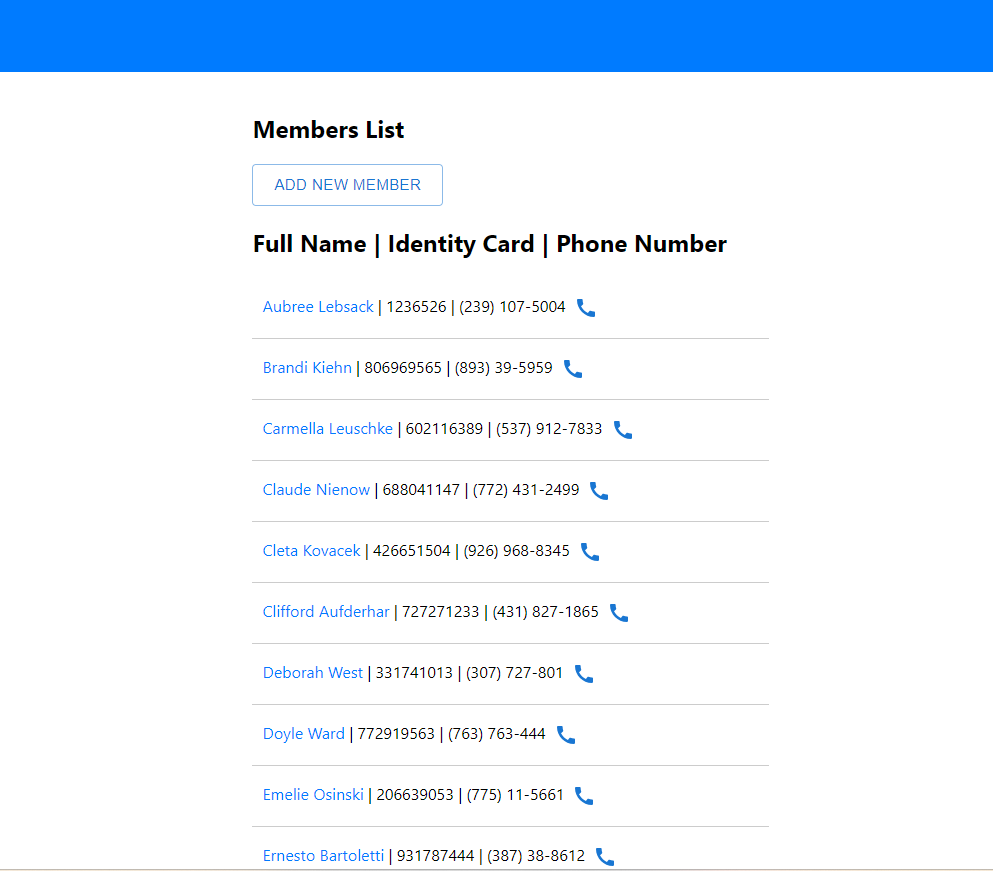 Members List
ADD NEW MEMBER
Full Name | Identity Card | Phone Number
Aubree Lebsack | 1236526 | (239) 107-5004
Brandi Kiehn | 806969565 | (893) 39-5959
Carmella Leuschke | 602116389 | (537) 912-7833
Claude Nienow | 688041147 | (772) 431-2499
Cleta Kovacek | 426651504 | (926) 968-8345
Clifford Aufderhar | 727271233 | (431) 827-1865
Deborah West | 331741013 | (307) 727-801
Doyle Ward | 772919563 | (763) 763-444
Emelie Osinski | 206639053 | (775) 11-5661
Ernesto Bartoletti | 931787444 | (387) 38-8612